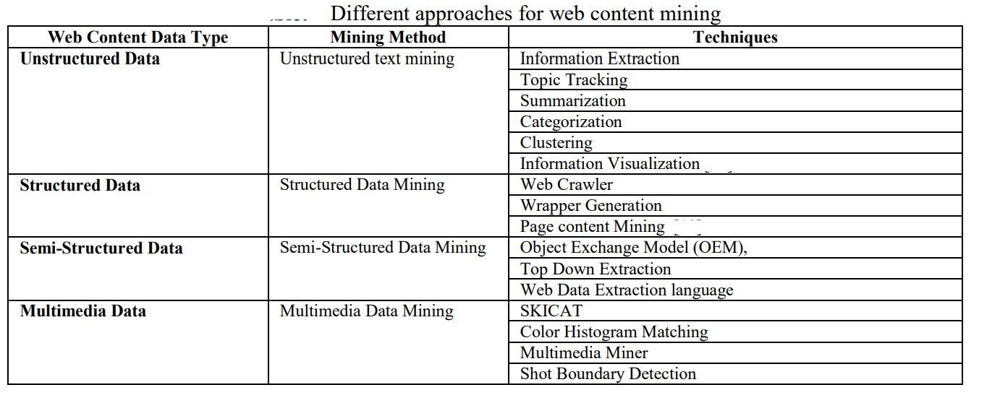 Different approaches for web content mining
Web Content Data Type Mining Method Techniques
Unstructured Data Unstructured text mining Information Extraction
Topic Tracking
Summarization
Categorization
Clustering
Information Visualization
Structured Data Structured Data Mining Web Crawler
Wrapper Generation
Page content Mining
Semi-Structured Data Semi-Structured Data Mining Object Exchange Model (OEM),
Top Down Extraction
Web Data Extraction language
Multimedia Data Multimedia Data Mining SKICAT
Color Histogram Matching
Multimedia Miner
Shot Boundary Detection